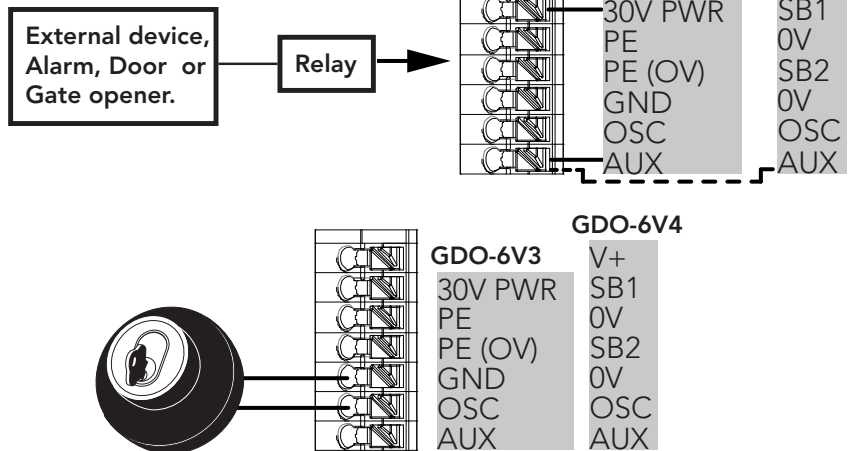 External device,
Alarm, Door or
Gate opener.
Relay
30V PWR
PE
PE (OV)
GND
OSC
AUX
SB1
0V
SB2
0V
OSC
AUX
GDO-6V3
30V PWR
PE
PE (OV)
GND
OSC
AUX
GDO-6V4
V+
SB1
0V
SB2
0V
OSC
AUX